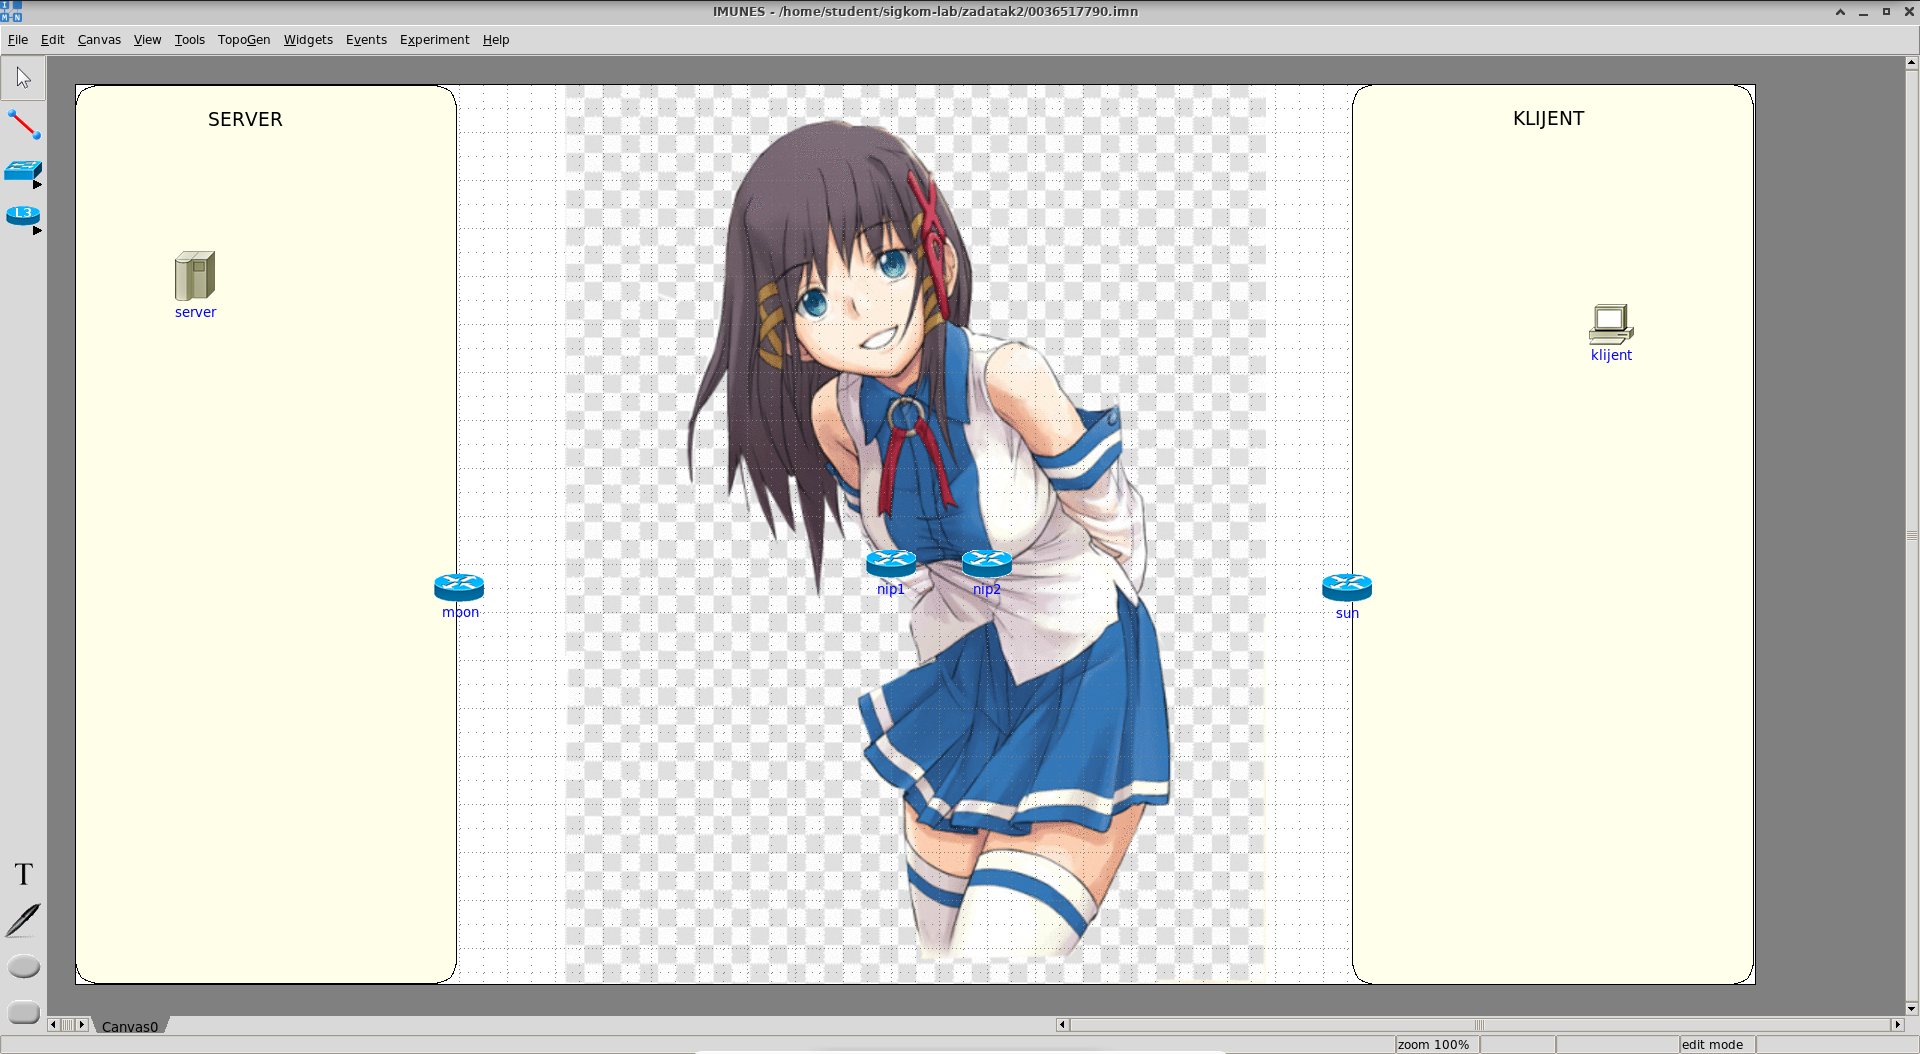 IMUNES - /home/student/sigkom-lab/zadatak2/0036517790.imn
File Edit Canvas View Tools TopoGen Widgets Events Experiment Help
SERVER
KLIJENT
L3
server
klijent
nip1
nip2
moon
sun
T
Canvas0
zoom 100%
edit mode